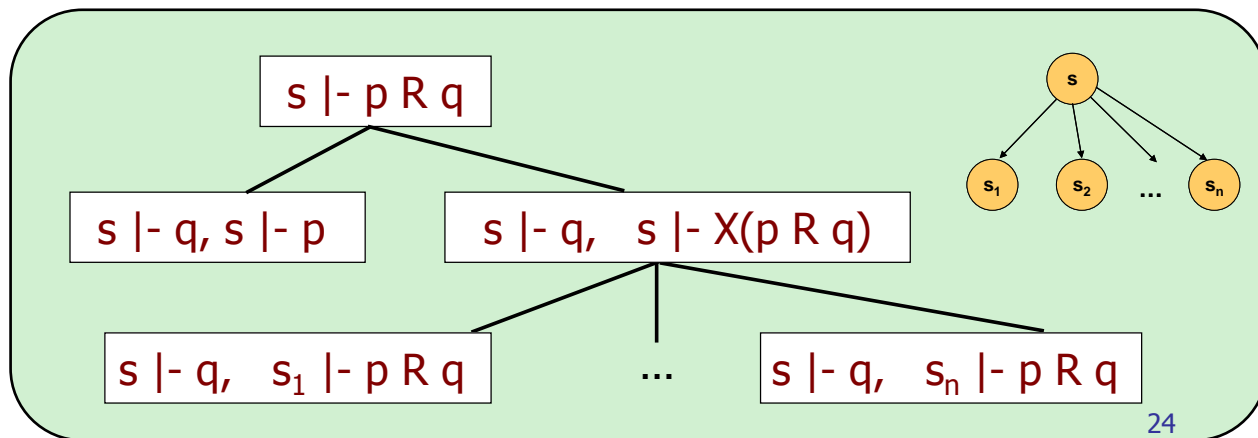 s |- p R q
s
s |- q, s |- p
s |- q, s |- X(p R q)
s₁
s₂
...
sₙ
s |- q, s₁ |- p R q
...
s |- q, sₙ |- p R q
24